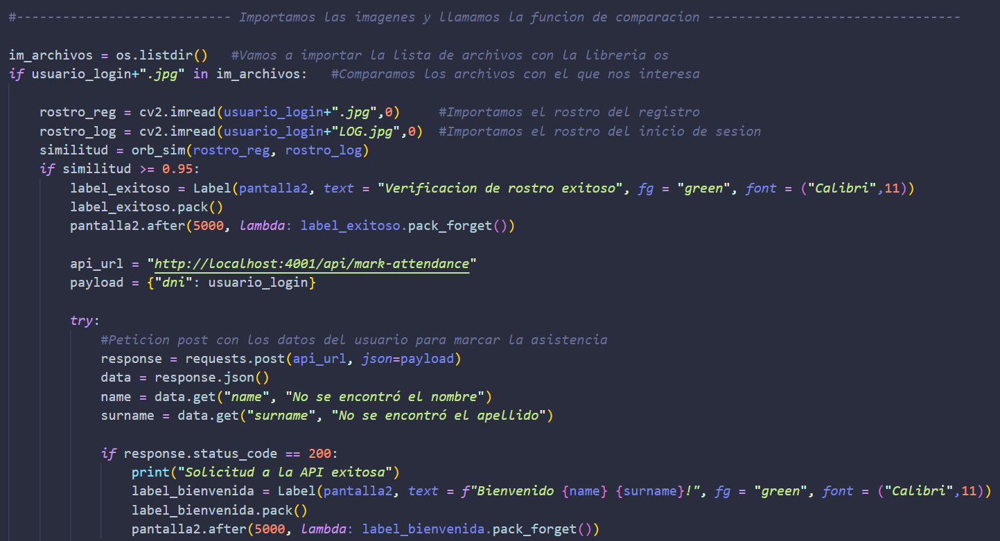 #---------------------------- Importamos las imagenes y llamamos la funcion de comparacion ---------------------------------
im_archivos = os.listdir()   #Vamos a importar la lista de archivos con la libreria os
if usuario_login+".jpg" in im_archivos:   #Comparamos los archivos con el que nos interesa
    rostro_reg = cv2.imread(usuario_login+".jpg",0)     #Importamos el rostro del registro
    rostro_log = cv2.imread(usuario_login+"LOG.jpg",0)  #Importamos el rostro del inicio de sesion
    similitud = orb_sim(rostro_reg, rostro_log)
    if similitud >= 0.95:
        label_exitoso = Label(pantalla2, text = "Verificacion de rostro exitoso", fg = "green", font = ("Calibri",11))
        label_exitoso.pack()
        pantalla2.after(5000, lambda: label_exitoso.pack_forget())
        api_url = "http://localhost:4001/api/mark-attendance"
        payload = {"dni": usuario_login}
        try:
            #Peticion post con los datos del usuario para marcar la asistencia
            response = requests.post(api_url, json=payload)
            data = response.json()
            name = data.get("name", "No se encontró el nombre")
            surname = data.get("surname", "No se encontró el apellido")
            if response.status_code == 200:
                print("Solicitud a la API exitosa")
                label_bienvenida = Label(pantalla2, text = f"Bienvenido {name} {surname}!", fg = "green", font = ("Calibri",11))
                label_bienvenida.pack()
                pantalla2.after(5000, lambda: label_bienvenida.pack_forget())